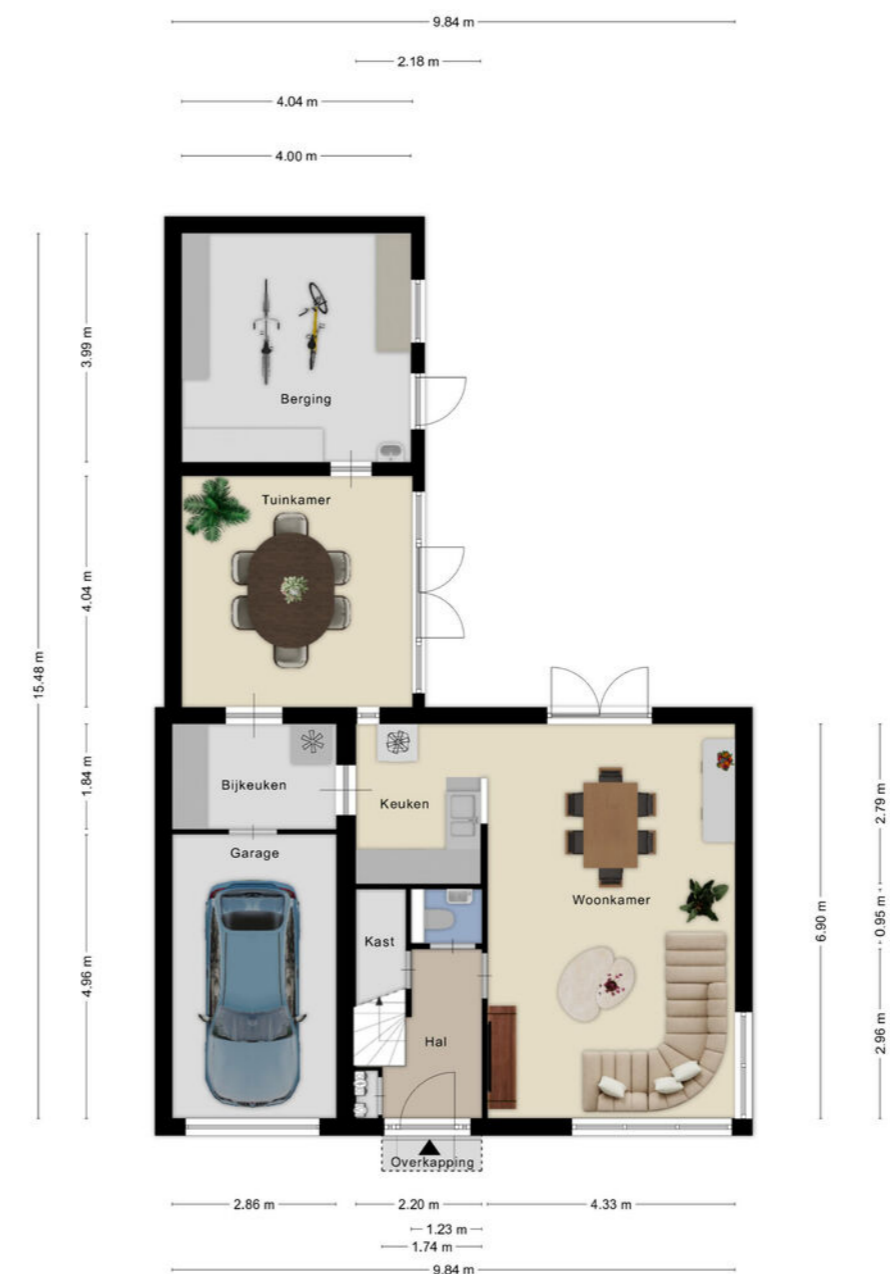 9.84 m
2.18 m
4.04 m
4.00 m
3.99 m
Berging
Tuinkamer
4.04 m
15.48 m
1.84 m
Bijkeuken
Keuken
2.79 m
Garage
Woonkamer
0.95 m
6.90 m
Kast
4.96 m
Hal
2.96 m
Overkapping
2.86 m
2.20 m
4.33 m
1.23 m
1.74 m
9.84 m